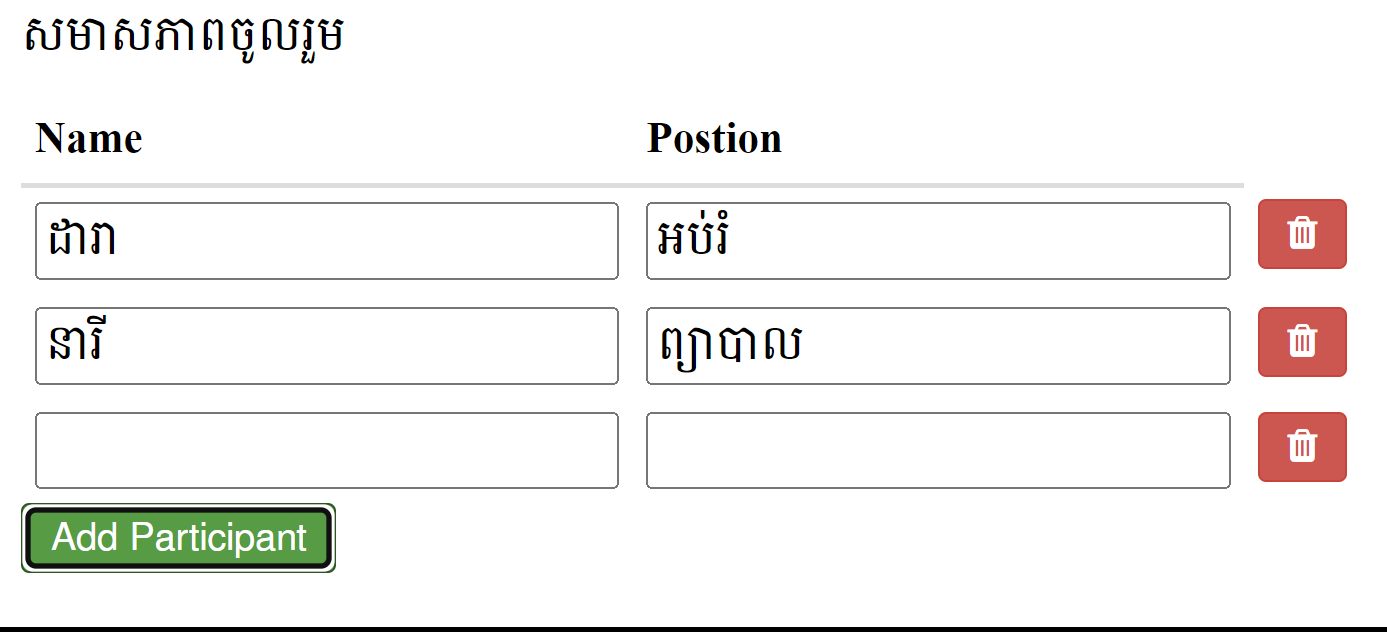 សមាសភាពចូលរួម
Name Postion
ដារា អប់រំ
នារី ព្យាបាល
Add Participant